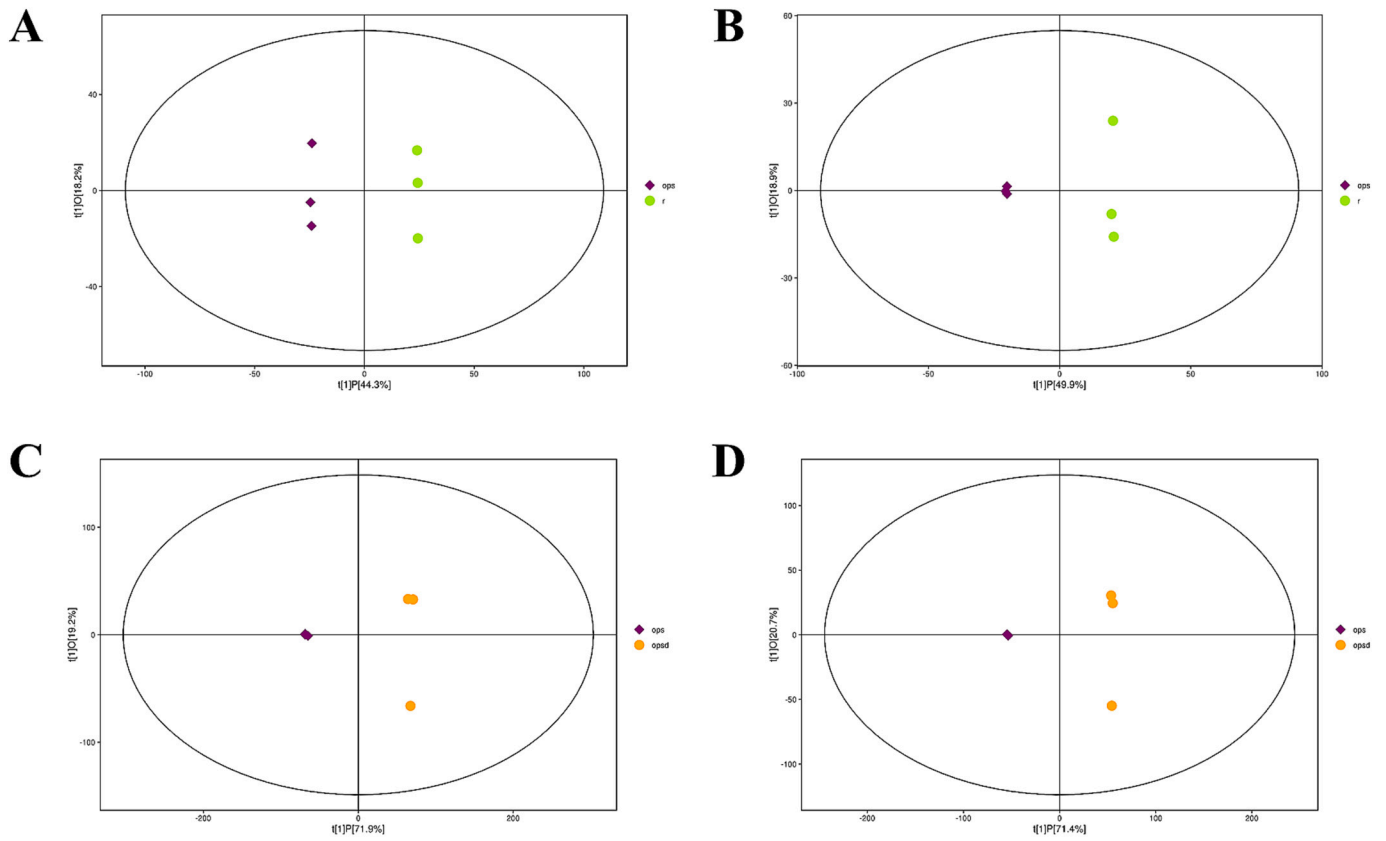 A
40
0
-40
t[1]O[18.2%]
-100
-50
0
50
100
t[1]P[44.3%]
ops
r
B
60
30
0
-30
-60
t[1]O[18.9%]
-100
-50
0
50
100
t[1]P[49.9%]
ops
r
C
100
0
-100
t[1]O[19.2%]
-200
0
200
t[1]P[71.9%]
ops
opsd
D
100
50
0
-50
-100
t[1]O[20.7%]
-200
-100
0
100
200
t[1]P[71.4%]
ops
opsd